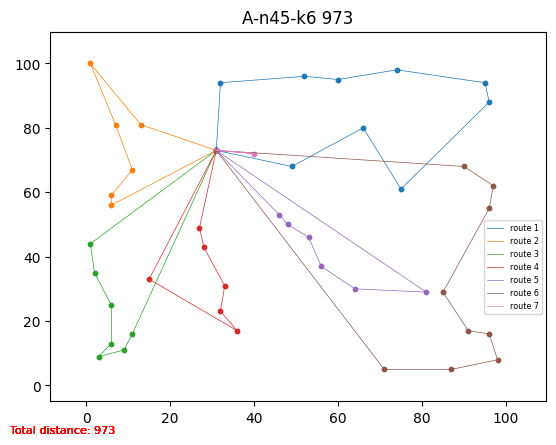 A-n45-k6 973
100
80
60
40
20
0
route 1
route 2
route 3
route 4
route 5
route 6
route 7
0 20 40 60 80 100
Total distance: 973